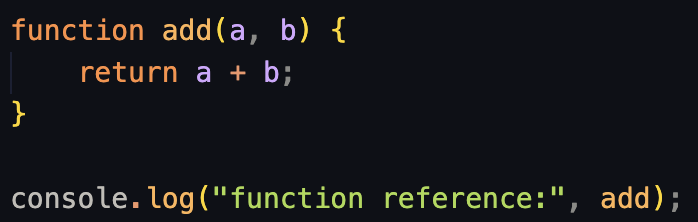 function add(a, b) {
    return a + b;
}

console.log("function reference:", add);